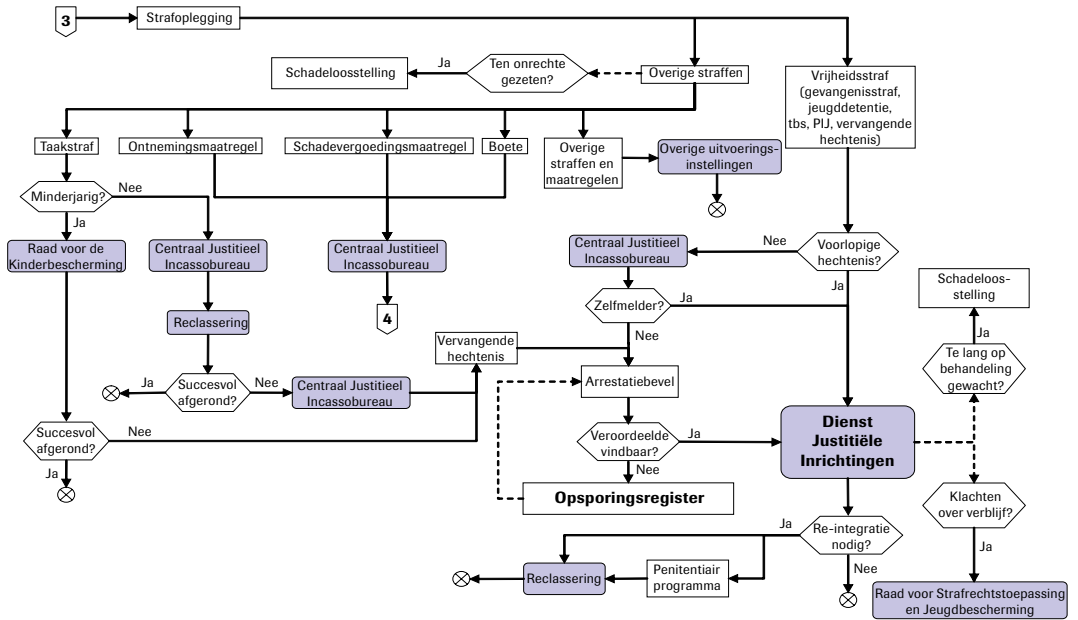 3
Strafoplegging
Schadeloosstelling
Ja
Ten onrechte
gezeten?
Overige straffen
Vrijheidsstraf
(gevangenisstraf,
jeugddetentie,
tbs, PIJ, vervangende
hechtenis)
Taakstraf
Ontnemingsmaatregel
Schadevergoedingsmaatregel
Boete
Overige
straffen en
maatregelen
Overige uitvoerings-
instellingen
Minderjarig?
Nee
Ja
Raad voor de
Kinderbescherming
Centraal Justitieel
Incassobureau
Centraal Justitieel
Incassobureau
Centraal Justitieel
Incassobureau
Nee
Voorlopige
hechtenis?
Ja
Schadeloos-
stelling
Zelfmelder?
Ja
Nee
Reclassering
4
Vervangende
hechtenis
Ja
Te lang op
behandeling
gewacht?
Arrestatiebevel
Ja
Succesvol
afgerond?
Nee
Centraal Justitieel
Incassobureau
Succesvol
afgerond?
Nee
Ja
Veroordeelde
vindbaar?
Ja
Nee
Dienst
Justitiële
Inrichtingen
Opsporingsregister
Klachten
over verblijf?
Ja
Ja
Re-integratie
nodig?
Nee
Reclassering
Penitentiair
programma
Raad voor Strafrechtstoepassing
en Jeugdbescherming